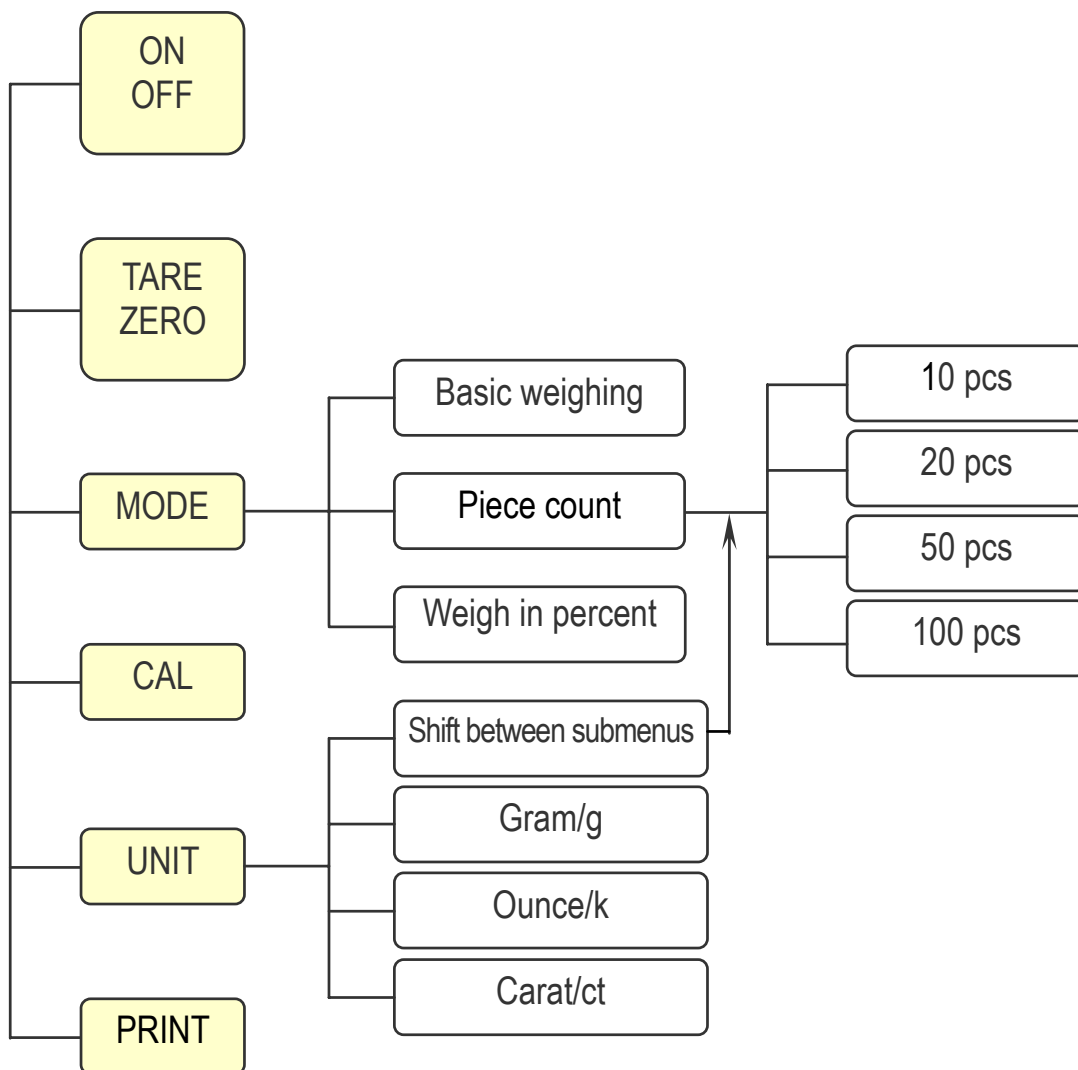 ON
OFF
TARE
ZERO
MODE
CAL
UNIT
PRINT
Basic weighing
Piece count
Weigh in percent
Shift between submenus
Gram/g
Ounce/k
Carat/ct
10 pcs
20 pcs
50 pcs
100 pcs